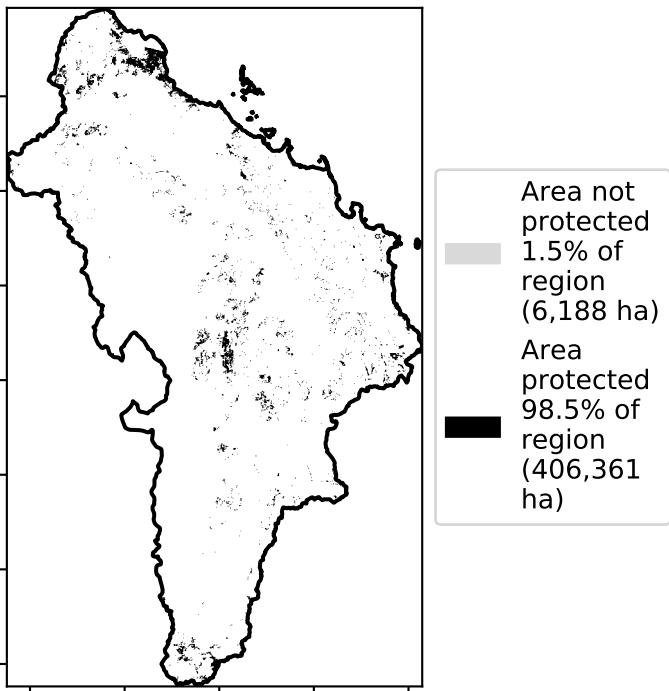 Area not
protected
1.5% of
region
(6,188 ha)
Area
protected
98.5% of
region
(406,361
ha)